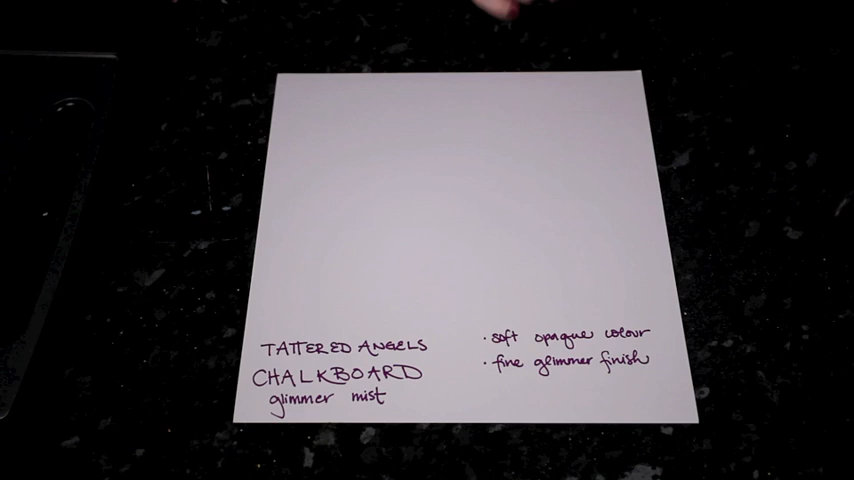 TATTERED ANGELS
CHALKBOARD
glimmer mist
· soft opaque colour
· fine glimmer finish